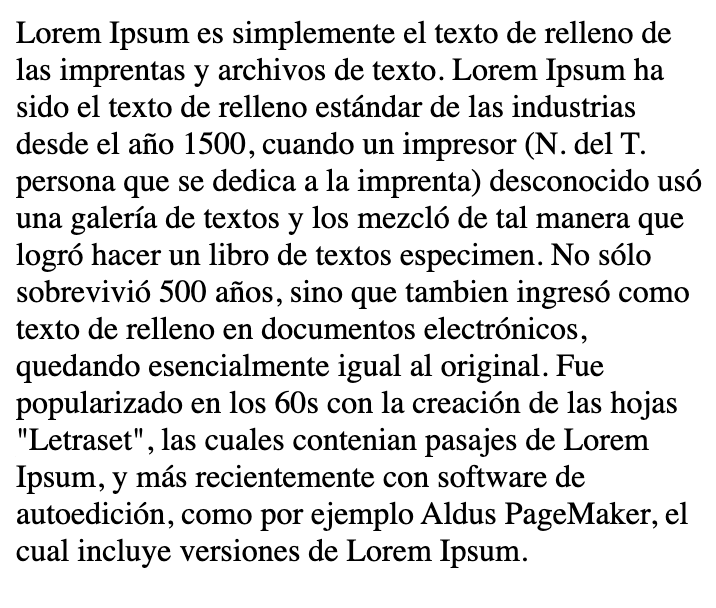 Lorem Ipsum es simplemente el texto de relleno de
las imprentas y archivos de texto. Lorem Ipsum ha
sido el texto de relleno estándar de las industrias
desde el año 1500, cuando un impresor (N. del T.
persona que se dedica a la imprenta) desconocido usó
una galería de textos y los mezcló de tal manera que
logró hacer un libro de textos especimen. No sólo
sobrevivió 500 años, sino que tambien ingresó como
texto de relleno en documentos electrónicos,
quedando esencialmente igual al original. Fue
popularizado en los 60s con la creación de las hojas
"Letraset", las cuales contenian pasajes de Lorem
Ipsum, y más recientemente con software de
autoedición, como por ejemplo Aldus PageMaker, el
cual incluye versiones de Lorem Ipsum.